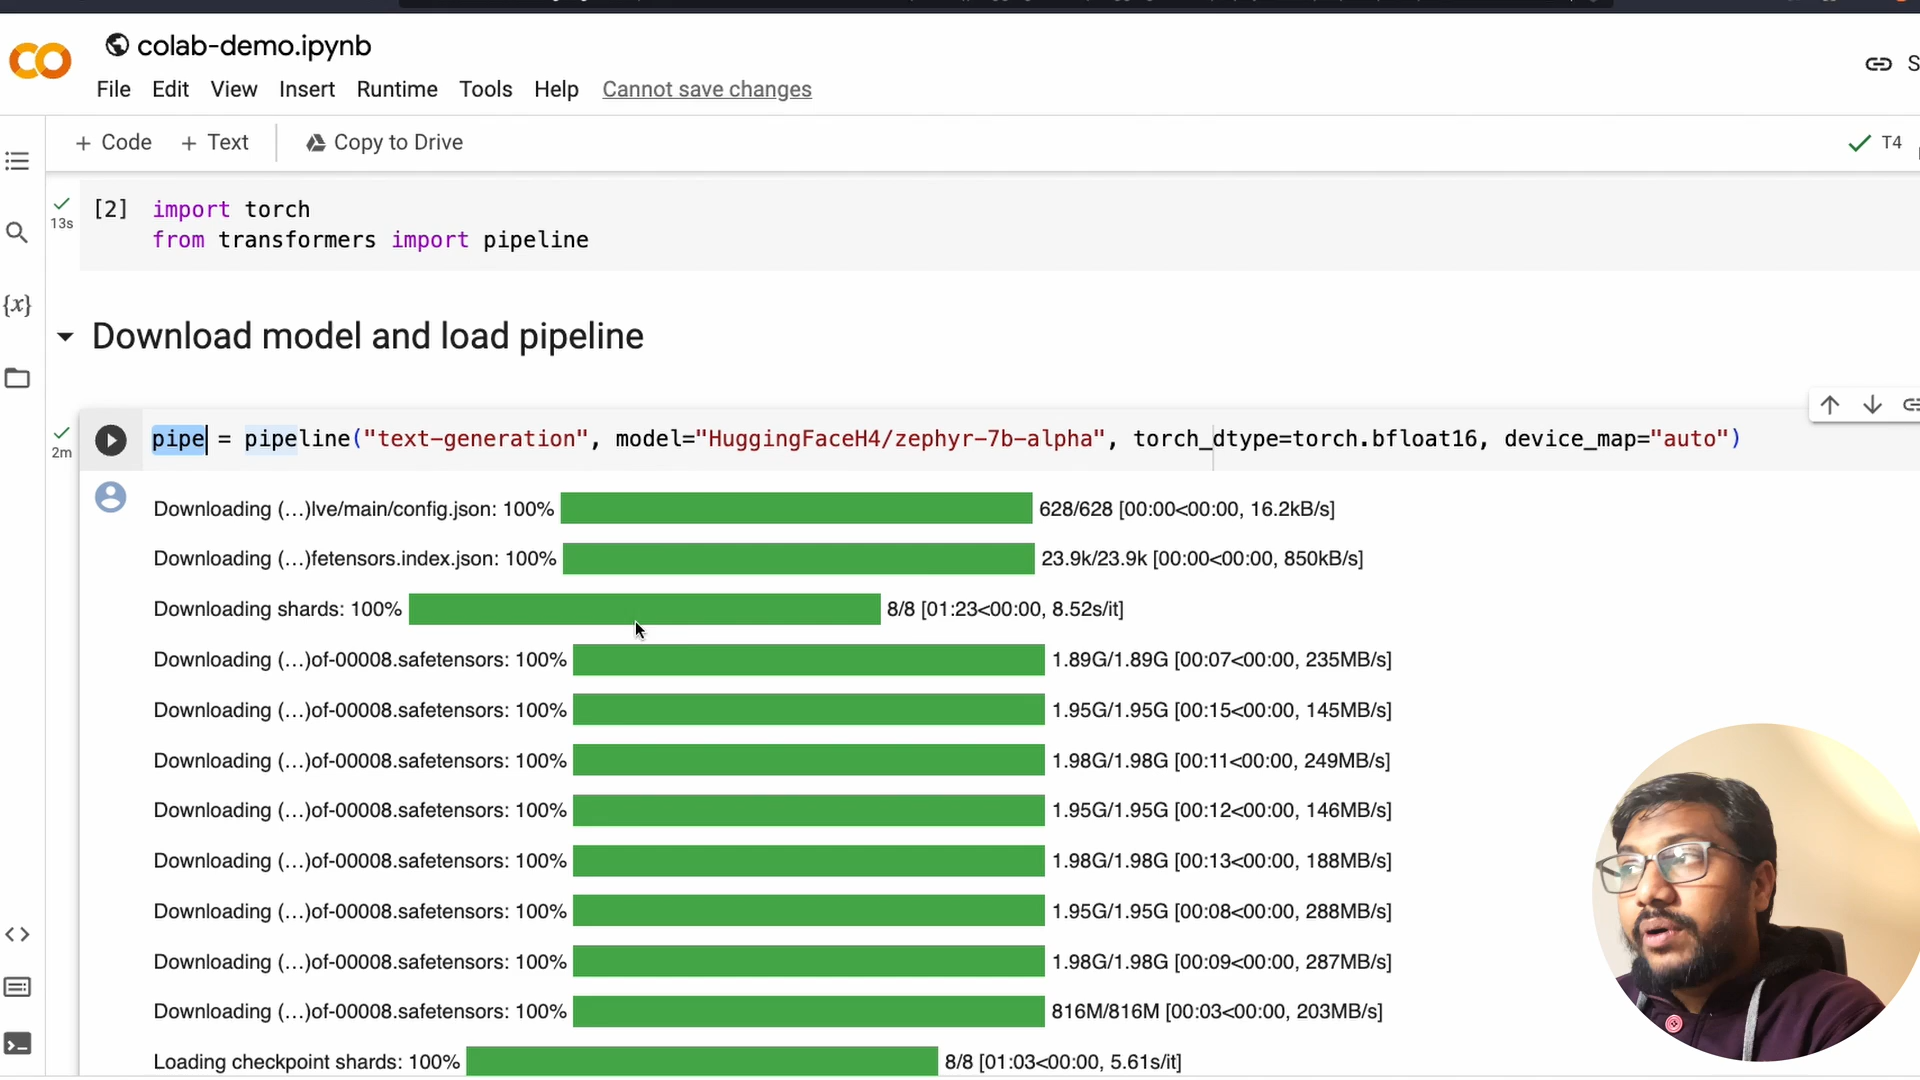 colab-demo.ipynb
File Edit View Insert Runtime Tools Help Cannot save changes
S
+ Code + Text Copy to Drive
T4
13s
[2] import torch
from transformers import pipeline
{x}
Download model and load pipeline
2m
pipe = pipeline("text-generation", model="HuggingFaceH4/zephyr-7b-alpha", torch_dtype=torch.bfloat16, device_map="auto")
Downloading (…)lve/main/config.json: 100% 628/628 [00:00<00:00, 16.2kB/s]
Downloading (…)fetensors.index.json: 100% 23.9k/23.9k [00:00<00:00, 850kB/s]
Downloading shards: 100% 8/8 [01:23<00:00, 8.52s/it]
Downloading (…)of-00008.safetensors: 100% 1.89G/1.89G [00:07<00:00, 235MB/s]
Downloading (…)of-00008.safetensors: 100% 1.95G/1.95G [00:15<00:00, 145MB/s]
Downloading (…)of-00008.safetensors: 100% 1.98G/1.98G [00:11<00:00, 249MB/s]
Downloading (…)of-00008.safetensors: 100% 1.95G/1.95G [00:12<00:00, 146MB/s]
Downloading (…)of-00008.safetensors: 100% 1.98G/1.98G [00:13<00:00, 188MB/s]
Downloading (…)of-00008.safetensors: 100% 1.95G/1.95G [00:08<00:00, 288MB/s]
Downloading (…)of-00008.safetensors: 100% 1.98G/1.98G [00:09<00:00, 287MB/s]
Downloading (…)of-00008.safetensors: 100% 816M/816M [00:03<00:00, 203MB/s]
Loading checkpoint shards: 100% 8/8 [01:03<00:00, 5.61s/it]